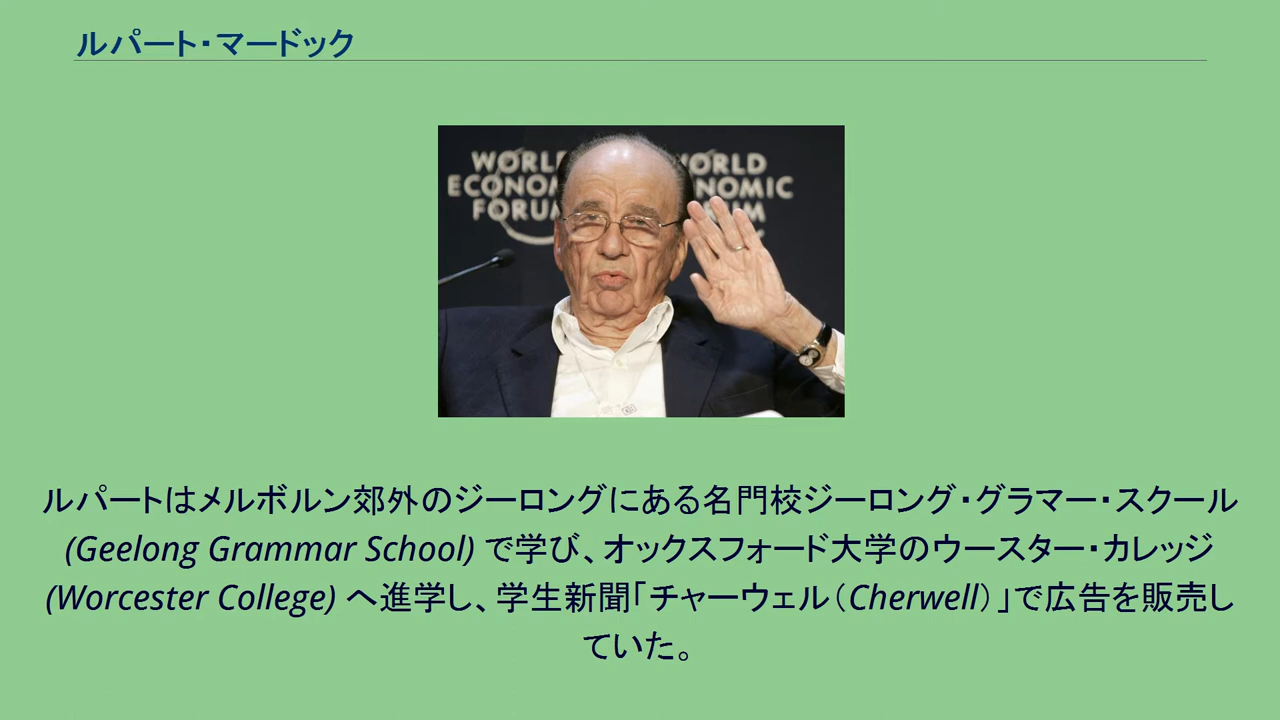 ルパート・マードック
WORLD
ECONOMIC
FORUM
WORLD
ルパートはメルボルン郊外のジーロングにある名門校ジーロング・グラマー・スクール
(Geelong Grammar School) で学び、オックスフォード大学のウースター・カレッジ
(Worcester College) へ進学し、学生新聞「チャーウェル（Cherwell）」で広告を販売し
ていた。